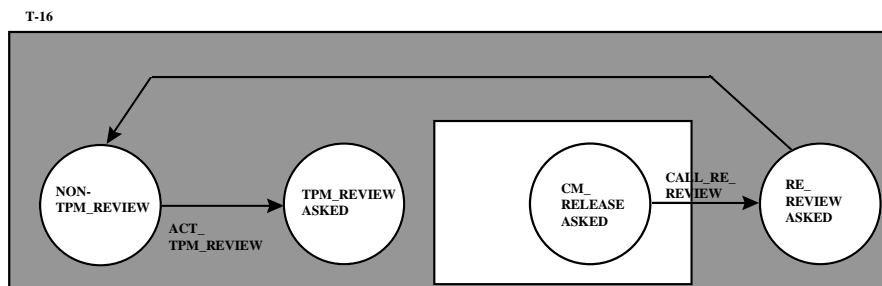 T-16
NON-
TPM_REVIEW
ACT_
TPM_REVIEW
TPM_REVIEW
ASKED
CM_
RELEASE
ASKED
CALL_RE_
REVIEW
RE_
REVIEW
ASKED